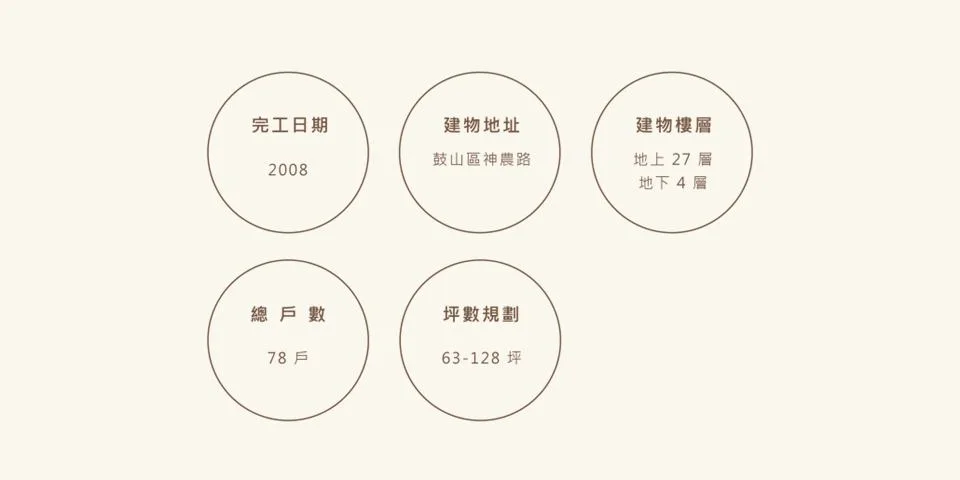 完工日期
2008
建物地址
鼓山區神農路
建物樓層
地上 27 層
地下 4 層
總 戶 數
78 戶
坪數規劃
63-128 坪